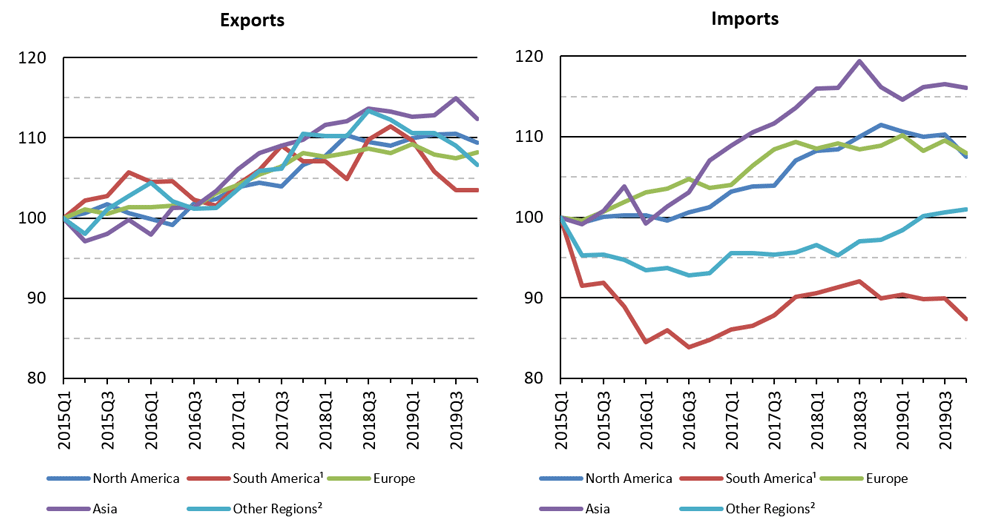 Exports
120
110
100
90
80
2015Q1
2015Q3
2016Q1
2016Q3
2017Q1
2017Q3
2018Q1
2018Q3
2019Q1
2019Q3
North America South America¹ Europe
Asia Other Regions²
Imports
120
110
100
90
80
2015Q1
2015Q3
2016Q1
2016Q3
2017Q1
2017Q3
2018Q1
2018Q3
2019Q1
2019Q3
North America South America¹ Europe
Asia Other Regions²